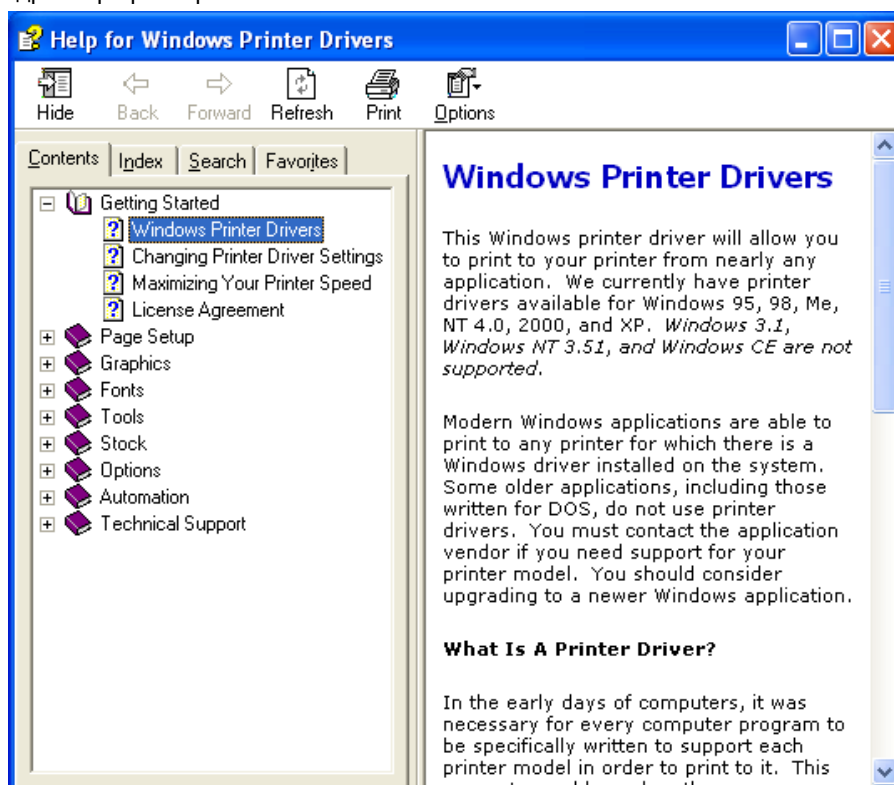 Help for Windows Printer Drivers
Hide Back Forward Refresh Print Options
Contents Index Search Favorites
Getting Started
Windows Printer Drivers
Changing Printer Driver Settings
Maximizing Your Printer Speed
License Agreement
Page Setup
Graphics
Fonts
Tools
Stock
Options
Automation
Technical Support
Windows Printer Drivers
This Windows printer driver will allow you
to print to your printer from nearly any
application. We currently have printer
drivers available for Windows 95, 98, Me,
NT 4.0, 2000, and XP. Windows 3.1,
Windows NT 3.51, and Windows CE are not
supported.
Modern Windows applications are able to
print to any printer for which there is a
Windows driver installed on the system.
Some older applications, including those
written for DOS, do not use printer
drivers. You must contact the application
vendor if you need support for your
printer model. You should consider
upgrading to a newer Windows application.
What Is A Printer Driver?
In the early days of computers, it was
necessary for every computer program to
be specifically written to support each
printer model in order to print to it. This